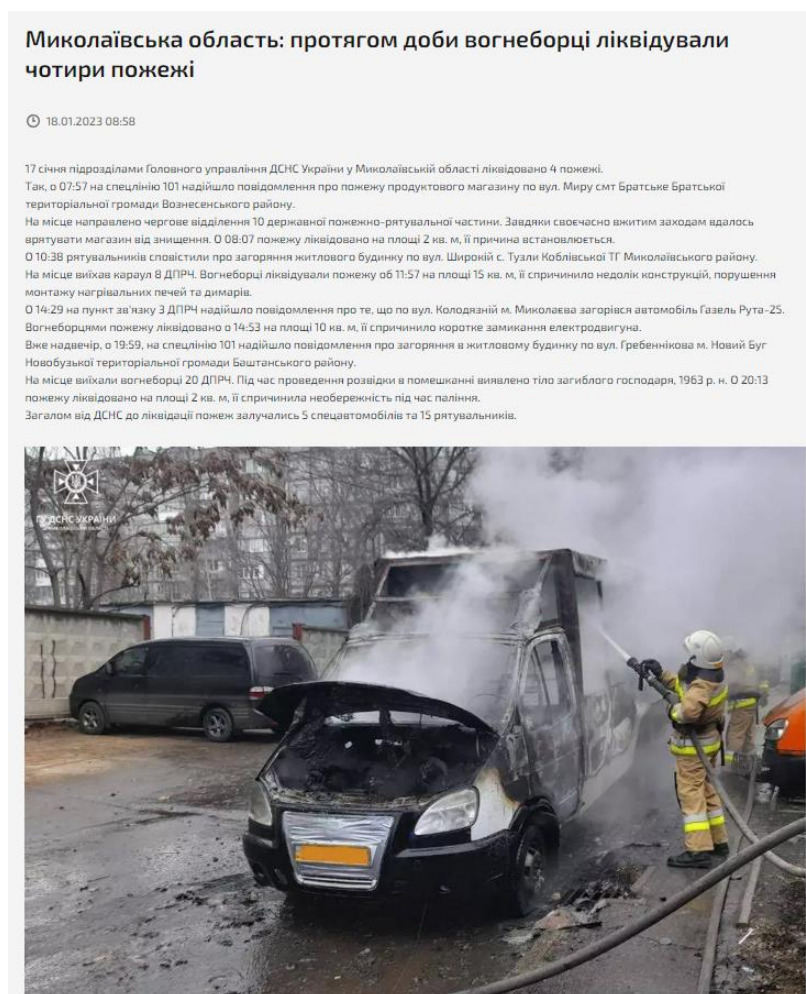 Миколаївська область: протягом доби вогнеборці ліквідували
чотири пожежі
18.01.2023 08:58
17 січня підрозділами Головного управління ДСНС України у Миколаївській області ліквідовано 4 пожежі.
Так, о 07:57 на спецлінію 101 надійшло повідомлення про пожежу продуктового магазину по вул. Миру смт Братське Братської
територіальної громади Вознесенського району.
На місце направлено чергове відділення 10 державної пожежно-рятувальної частини. Завдяки своєчасно вжитим заходам вдалось
врятувати магазин від знищення. О 08:07 пожежу ліквідовано на площі 2 кв. м, її причина встановлюється.
О 10:38 рятувальників сповістили про загоряння житлового будинку по вул. Широкій с. Тузли Коблівської ТГ Миколаївського району.
На місце виїхав караул 8 ДПРЧ. Вогнеборці ліквідували пожежу об 11:57 на площі 15 кв. м, її спричинило недолік конструкцій, порушення
монтажу нагрівальних печей та димарів.
О 14:29 на пункт зв'язку 3 ДПРЧ надійшло повідомлення про те, що по вул. Колодязній м. Миколаєва загорівся автомобіль Газель Рута-25.
Вогнеборцями пожежу ліквідовано о 14:53 на площі 10 кв. м, її спричинило коротке замикання електродвигуна.
Вже надвечір, о 19:59, на спецлінію 101 надійшло повідомлення про загоряння в житловому будинку по вул. Гребеннікова м. Новий Буг
Новобузької територіальної громади Баштанського району.
На місце виїхали вогнеборці 20 ДПРЧ. Під час проведення розвідки в помешканні виявлено тіло загиблого господаря, 1963 р. н. О 20:13
пожежу ліквідовано на площі 2 кв. м, її спричинила необережність під час паління.
Загалом від ДСНС до ліквідації пожеж залучались 5 спецавтомобілів та 15 рятувальників.
ГУ ДСНС УКРАЇНИ